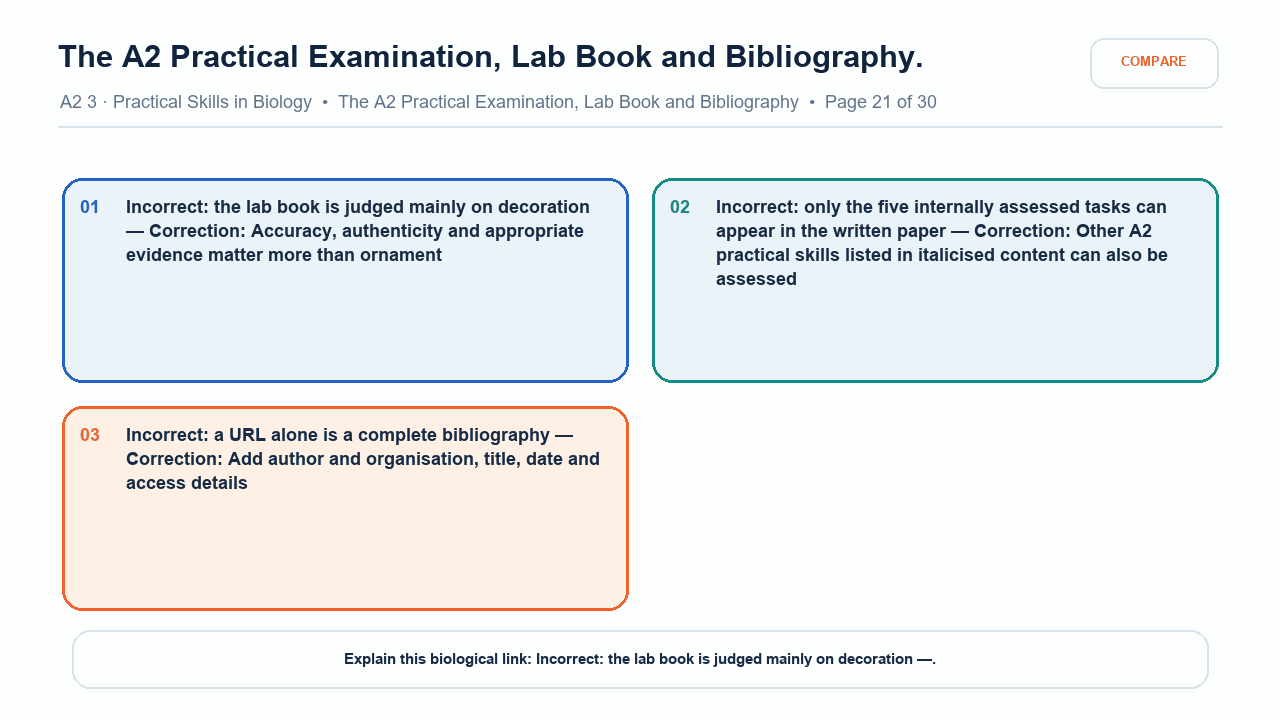 The A2 Practical Examination, Lab Book and Bibliography.
COMPARE
A2 3 · Practical Skills in Biology • The A2 Practical Examination, Lab Book and Bibliography • Page 21 of 30
01
Incorrect: the lab book is judged mainly on decoration
— Correction: Accuracy, authenticity and appropriate
evidence matter more than ornament
02
Incorrect: only the five internally assessed tasks can
appear in the written paper — Correction: Other A2
practical skills listed in italicised content can also be
assessed
03
Incorrect: a URL alone is a complete bibliography —
Correction: Add author and organisation, title, date and
access details
Explain this biological link: Incorrect: the lab book is judged mainly on decoration —.